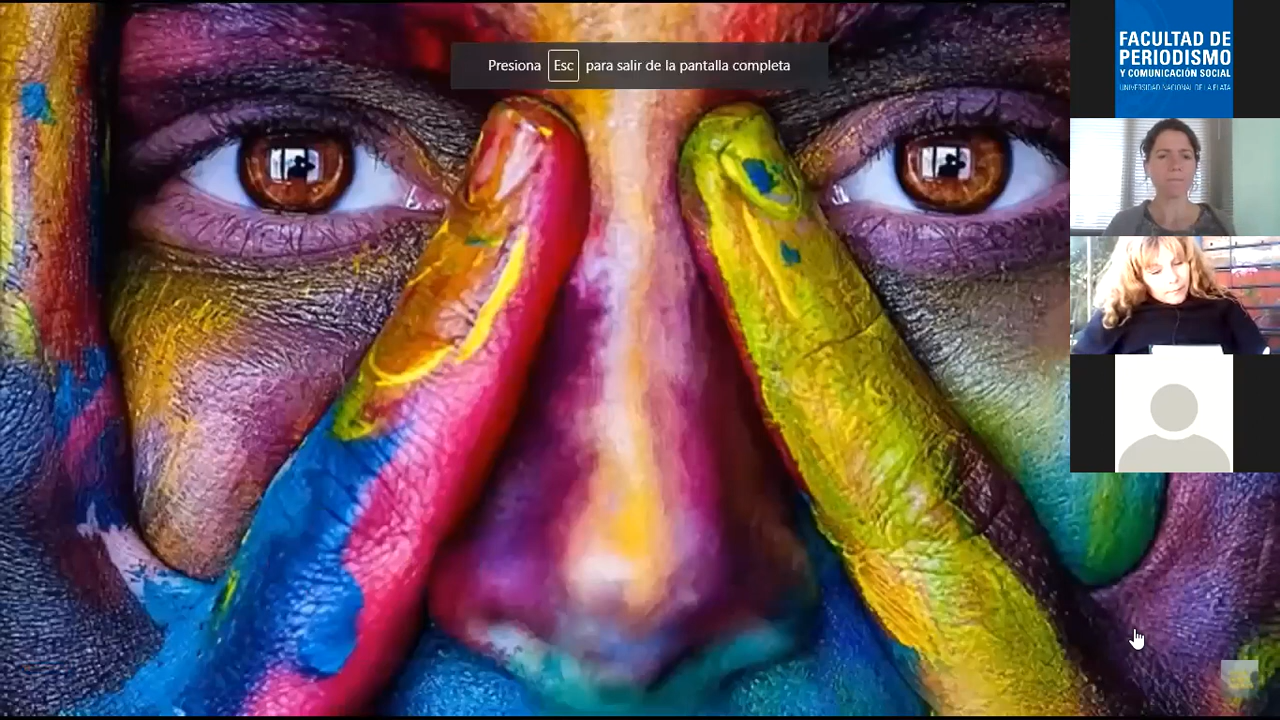 Presiona Esc para salir de la pantalla completa
FACULTAD DE
PERIODISMO
Y COMUNICACIÓN SOCIAL
UNIVERSIDAD NACIONAL DE LA PLATA